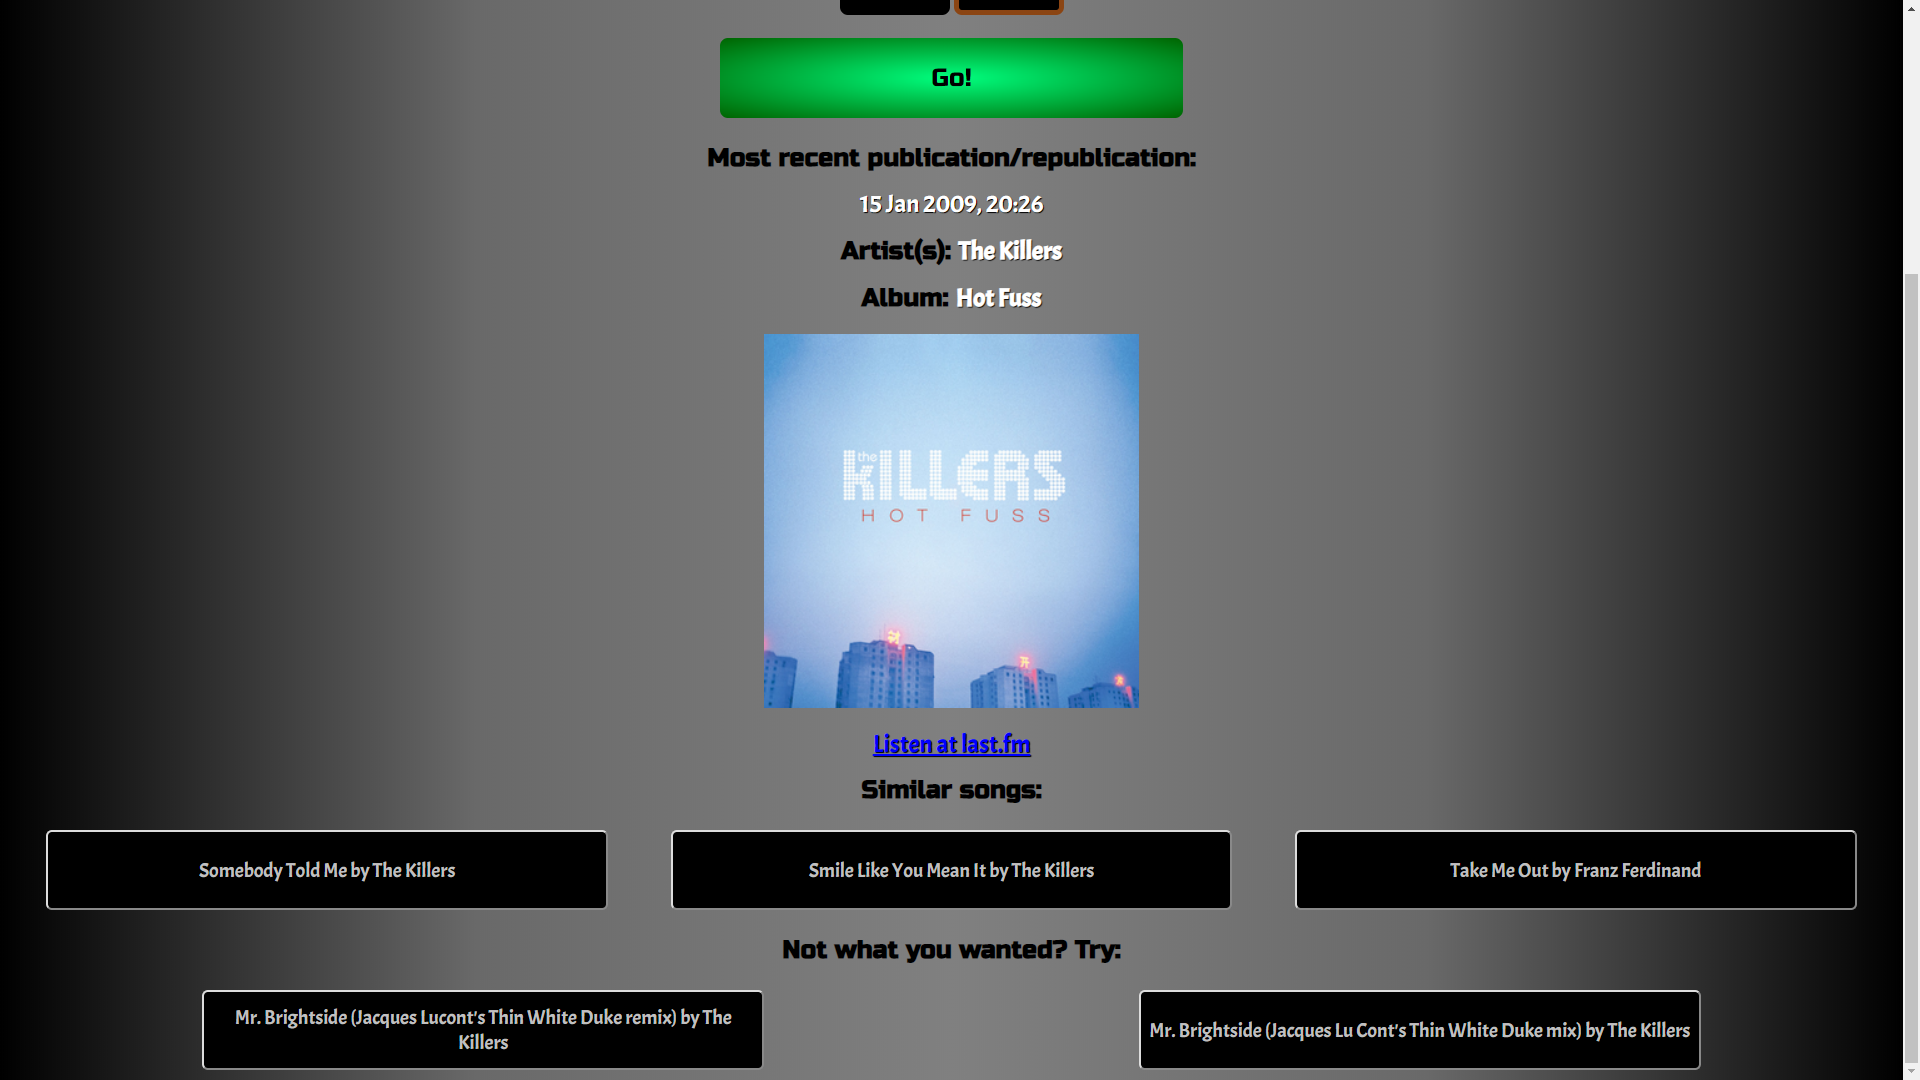 Go!
Most recent publication/republication:
15 Jan 2009, 20:26
Artist(s): The Killers
Album: Hot Fuss
the KILLERS
HOT FUSS
Listen at last.fm
Similar songs:
Somebody Told Me by The Killers
Smile Like You Mean It by The Killers
Take Me Out by Franz Ferdinand
Not what you wanted? Try:
Mr. Brightside (Jacques Lucont's Thin White Duke remix) by The
Killers
Mr. Brightside (Jacques Lu Cont's Thin White Duke mix) by The Killers